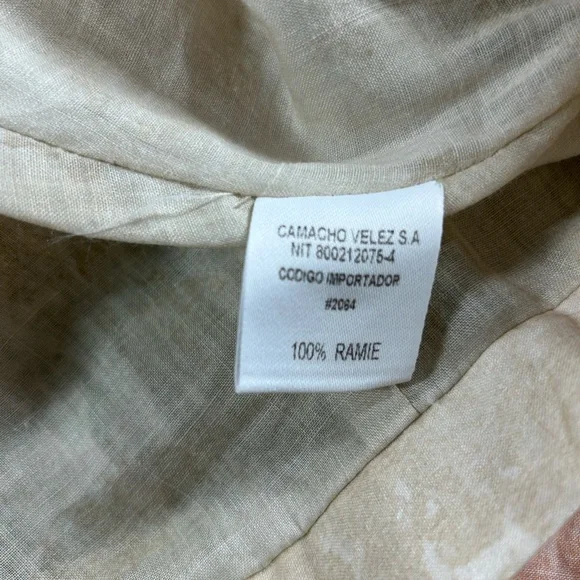 CAMACHO VELEZ S.A
NIT 800212075-4
CODIGO IMPORTADOR
#2084
100% RAMIE